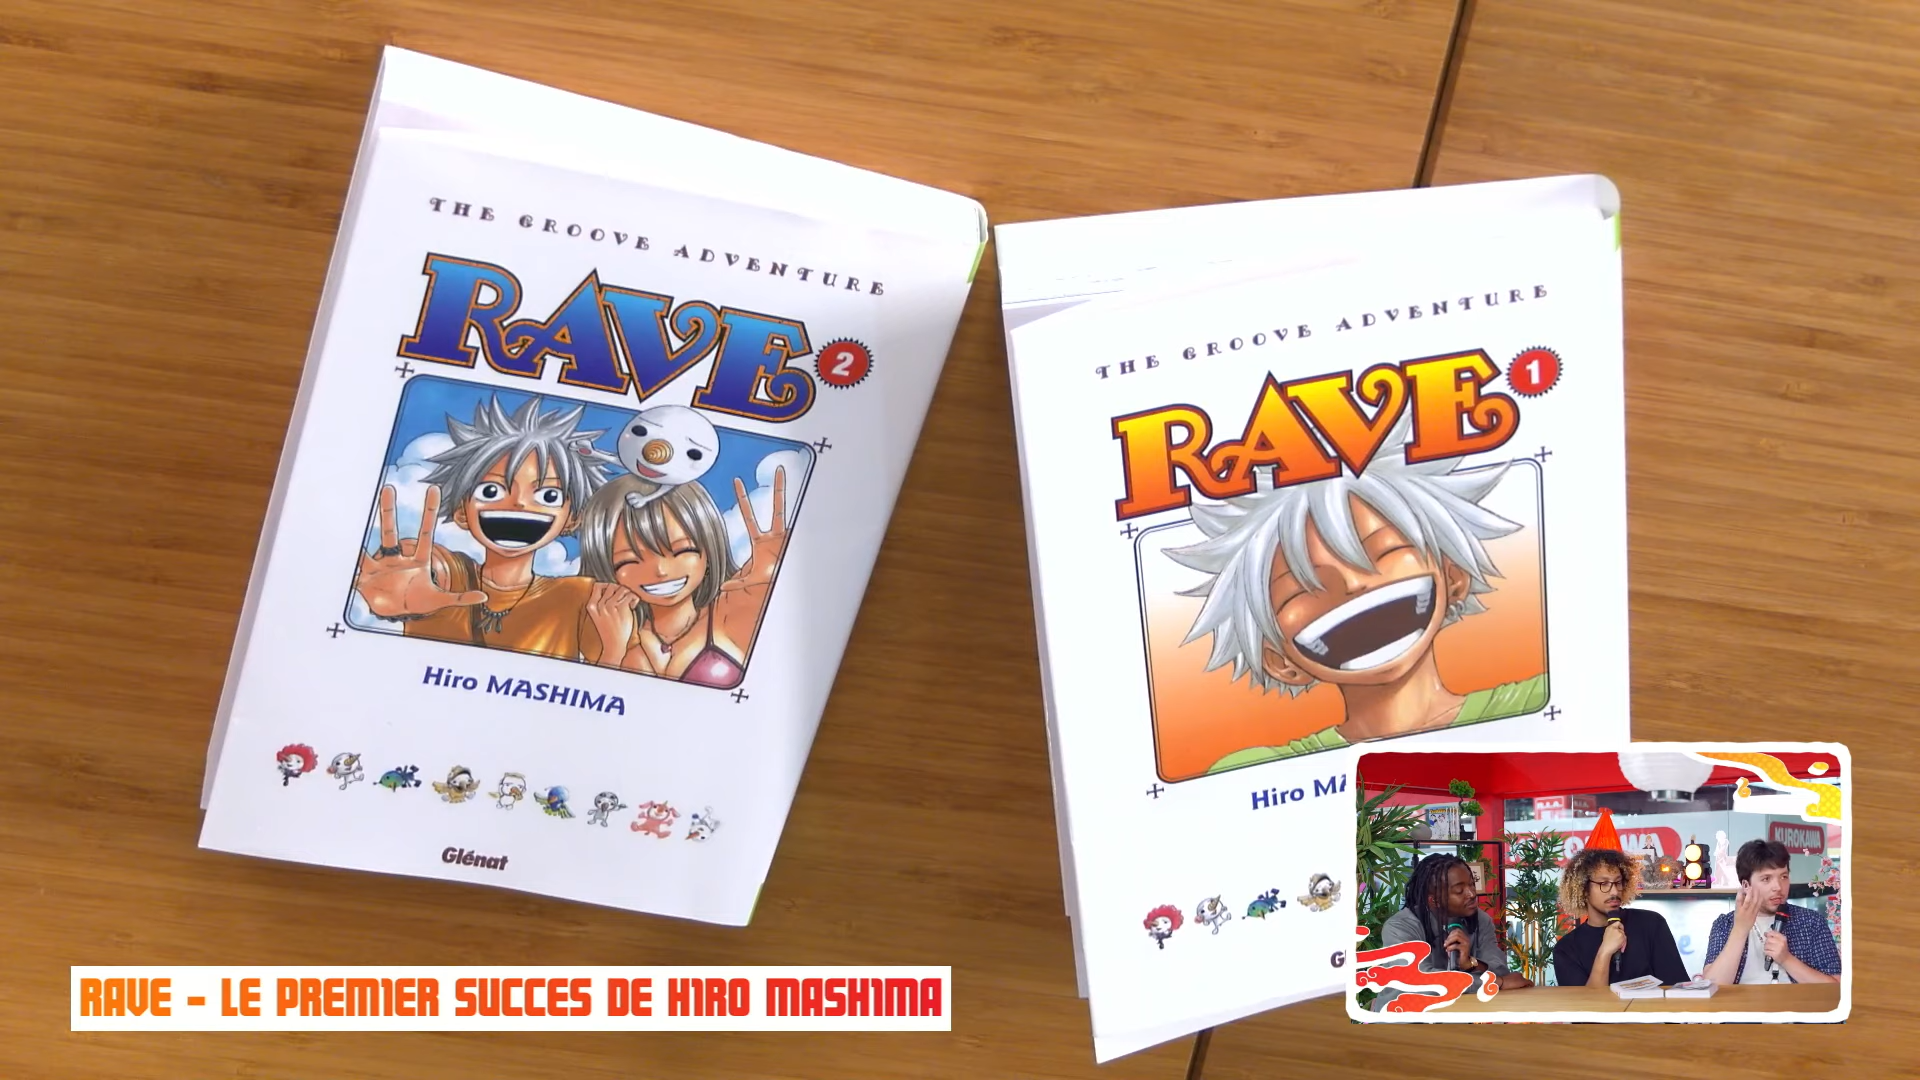 THE GROOVE ADVENTURE
RAVE
2
Hiro MASHIMA
Glénat
THE GROOVE ADVENTURE
RAVE
1
Hiro MA
G
KUROKAWA
RAVE - LE PREMIER SUCCES DE HIRO MASHIMA